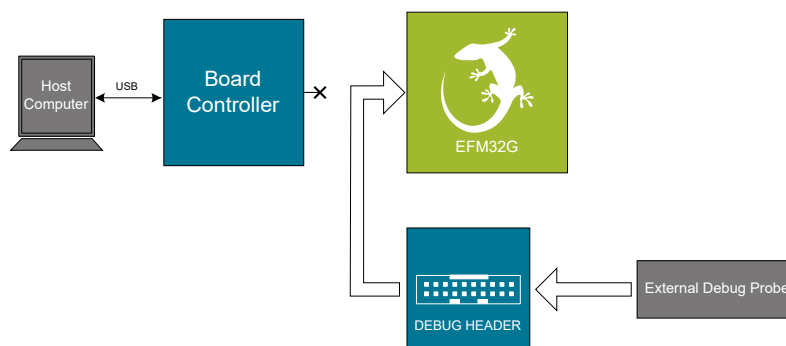 Host
Computer
USB
Board
Controller
EFM32G
DEBUG HEADER
External Debug Probe